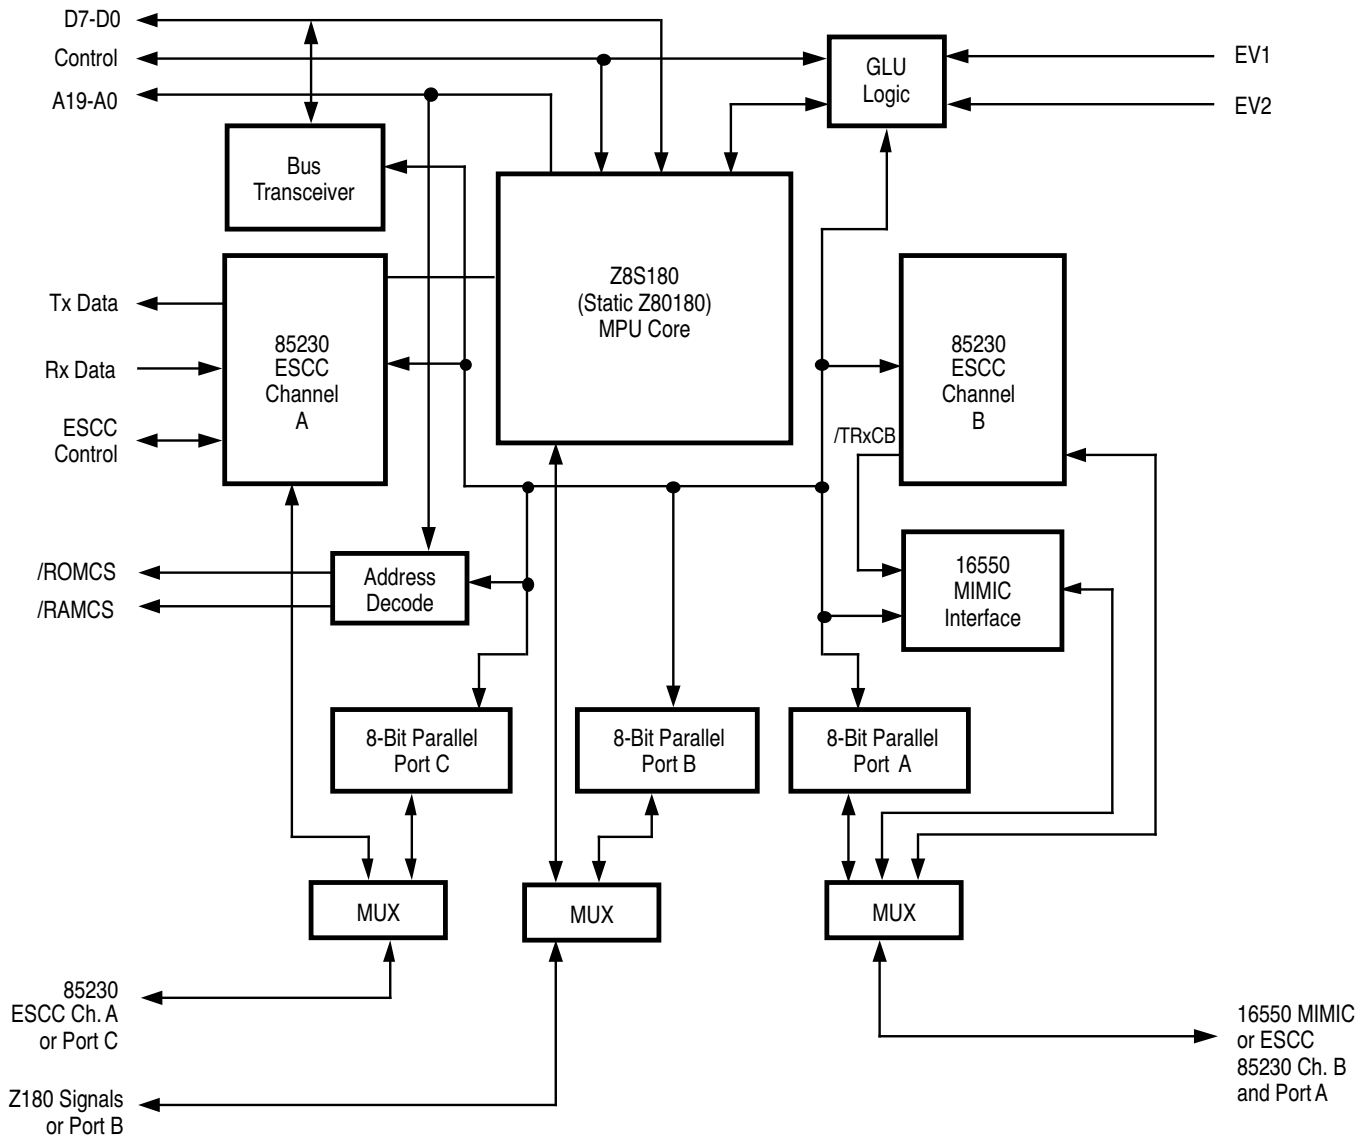 D7-D0
Control
A19-A0
GLU
Logic
EV1
EV2
Bus
Transceiver
Z8S180
(Static Z80180)
MPU Core
Tx Data
Rx Data
ESCC
Control
85230
ESCC
Channel
A
85230
ESCC
Channel
B
/TRxCB
/ROMCS
/RAMCS
Address
Decode
16550
MIMIC
Interface
8-Bit Parallel
Port C
8-Bit Parallel
Port B
8-Bit Parallel
Port A
MUX
MUX
MUX
85230
ESCC Ch. A
or Port C
Z180 Signals
or Port B
16550 MIMIC
or ESCC
85230 Ch. B
and Port A